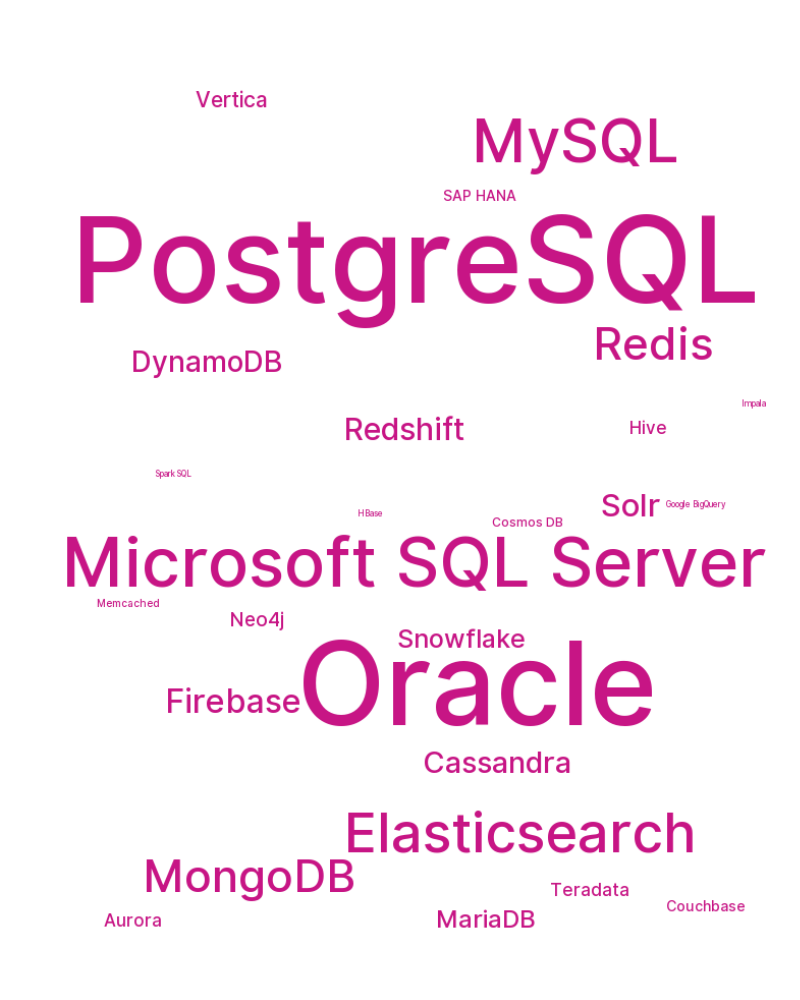 Vertica
MySQL
SAP HANA
PostgreSQL
Redis
DynamoDB
Impala
Redshift
Hive
Spark SQL
Solr
Google BigQuery
HBase
Cosmos DB
Microsoft SQL Server
Memcached
Neo4j
Snowflake
Oracle
Firebase
Cassandra
Elasticsearch
MongoDB
Teradata
Couchbase
Aurora
MariaDB